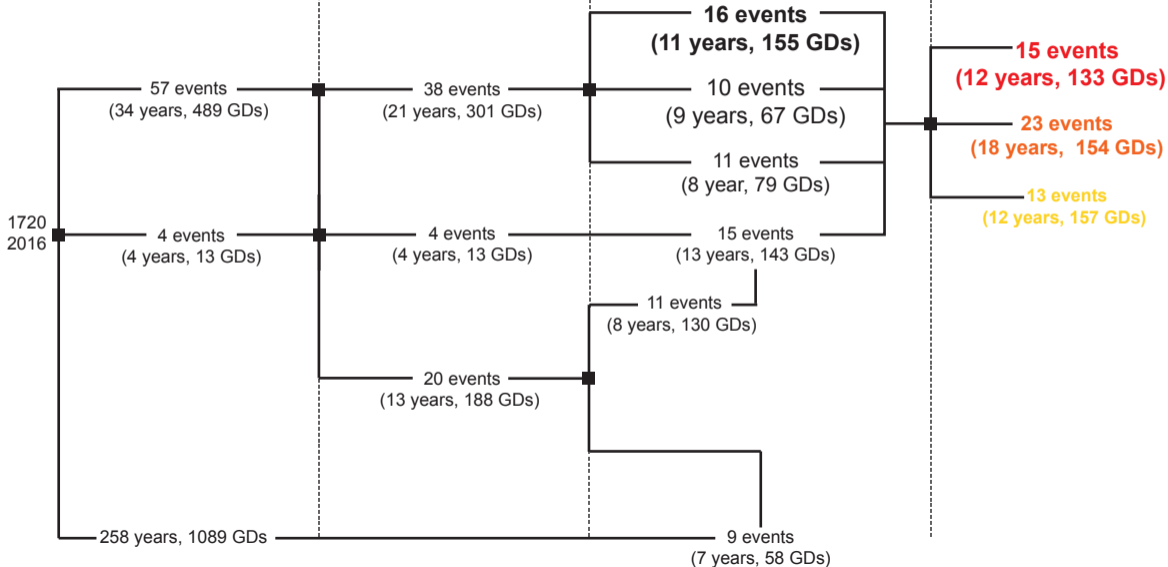 16 events
(11 years, 155 GDs)
15 events
(12 years, 133 GDs)
57 events
(34 years, 489 GDs)
38 events
(21 years, 301 GDs)
10 events
(9 years, 67 GDs)
23 events
(18 years, 154 GDs)
11 events
(8 year, 79 GDs)
13 events
(12 years, 157 GDs)
1720
2016
4 events
(4 years, 13 GDs)
4 events
(4 years, 13 GDs)
15 events
(13 years, 143 GDs)
11 events
(8 years, 130 GDs)
20 events
(13 years, 188 GDs)
258 years, 1089 GDs
9 events
(7 years, 58 GDs)